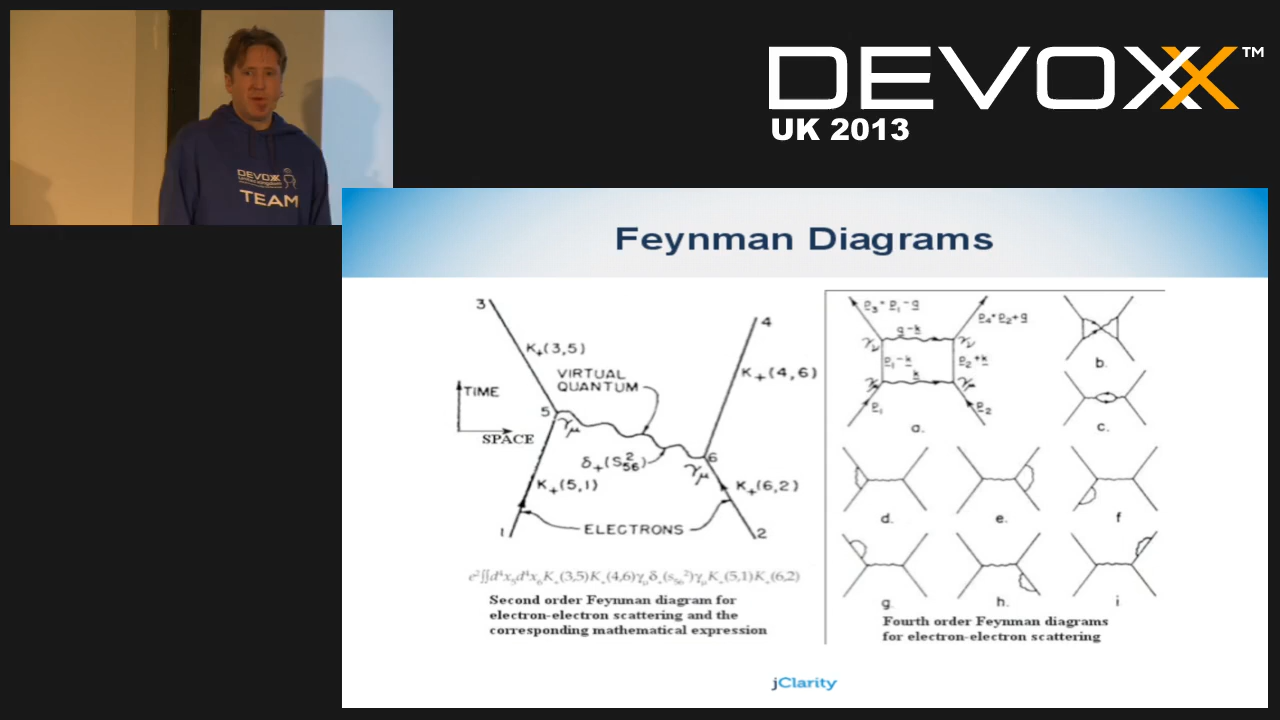 DEVOXX™
UK 2013
DEVOXX
TEAM
Feynman Diagrams
3
4
K₊(3,5)
VIRTUAL
QUANTUM
K₊(4,6)
TIME
5
γμ
SPACE
δ₊(S²₅₆)
6
γμ
K₊(5,1)
K₊(6,2)
ELECTRONS
1
2
Second order Feynman diagram for
electron-electron scattering and the
corresponding mathematical expression
a.
b.
c.
d.
e.
f
g.
h.
i.
Fourth order Feynman diagrams
for electron-electron scattering
jClarity